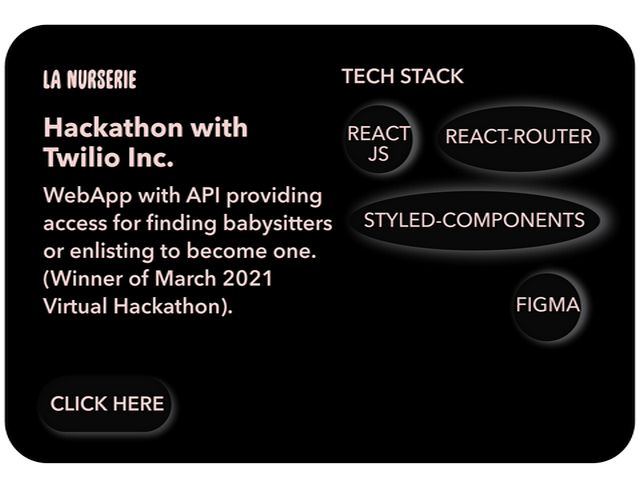 LA NURSERIE
Hackathon with
Twilio Inc.
WebApp with API providing
access for finding babysitters
or enlisting to become one.
(Winner of March 2021
Virtual Hackathon).
CLICK HERE
TECH STACK
REACT
JS
REACT-ROUTER
STYLED-COMPONENTS
FIGMA